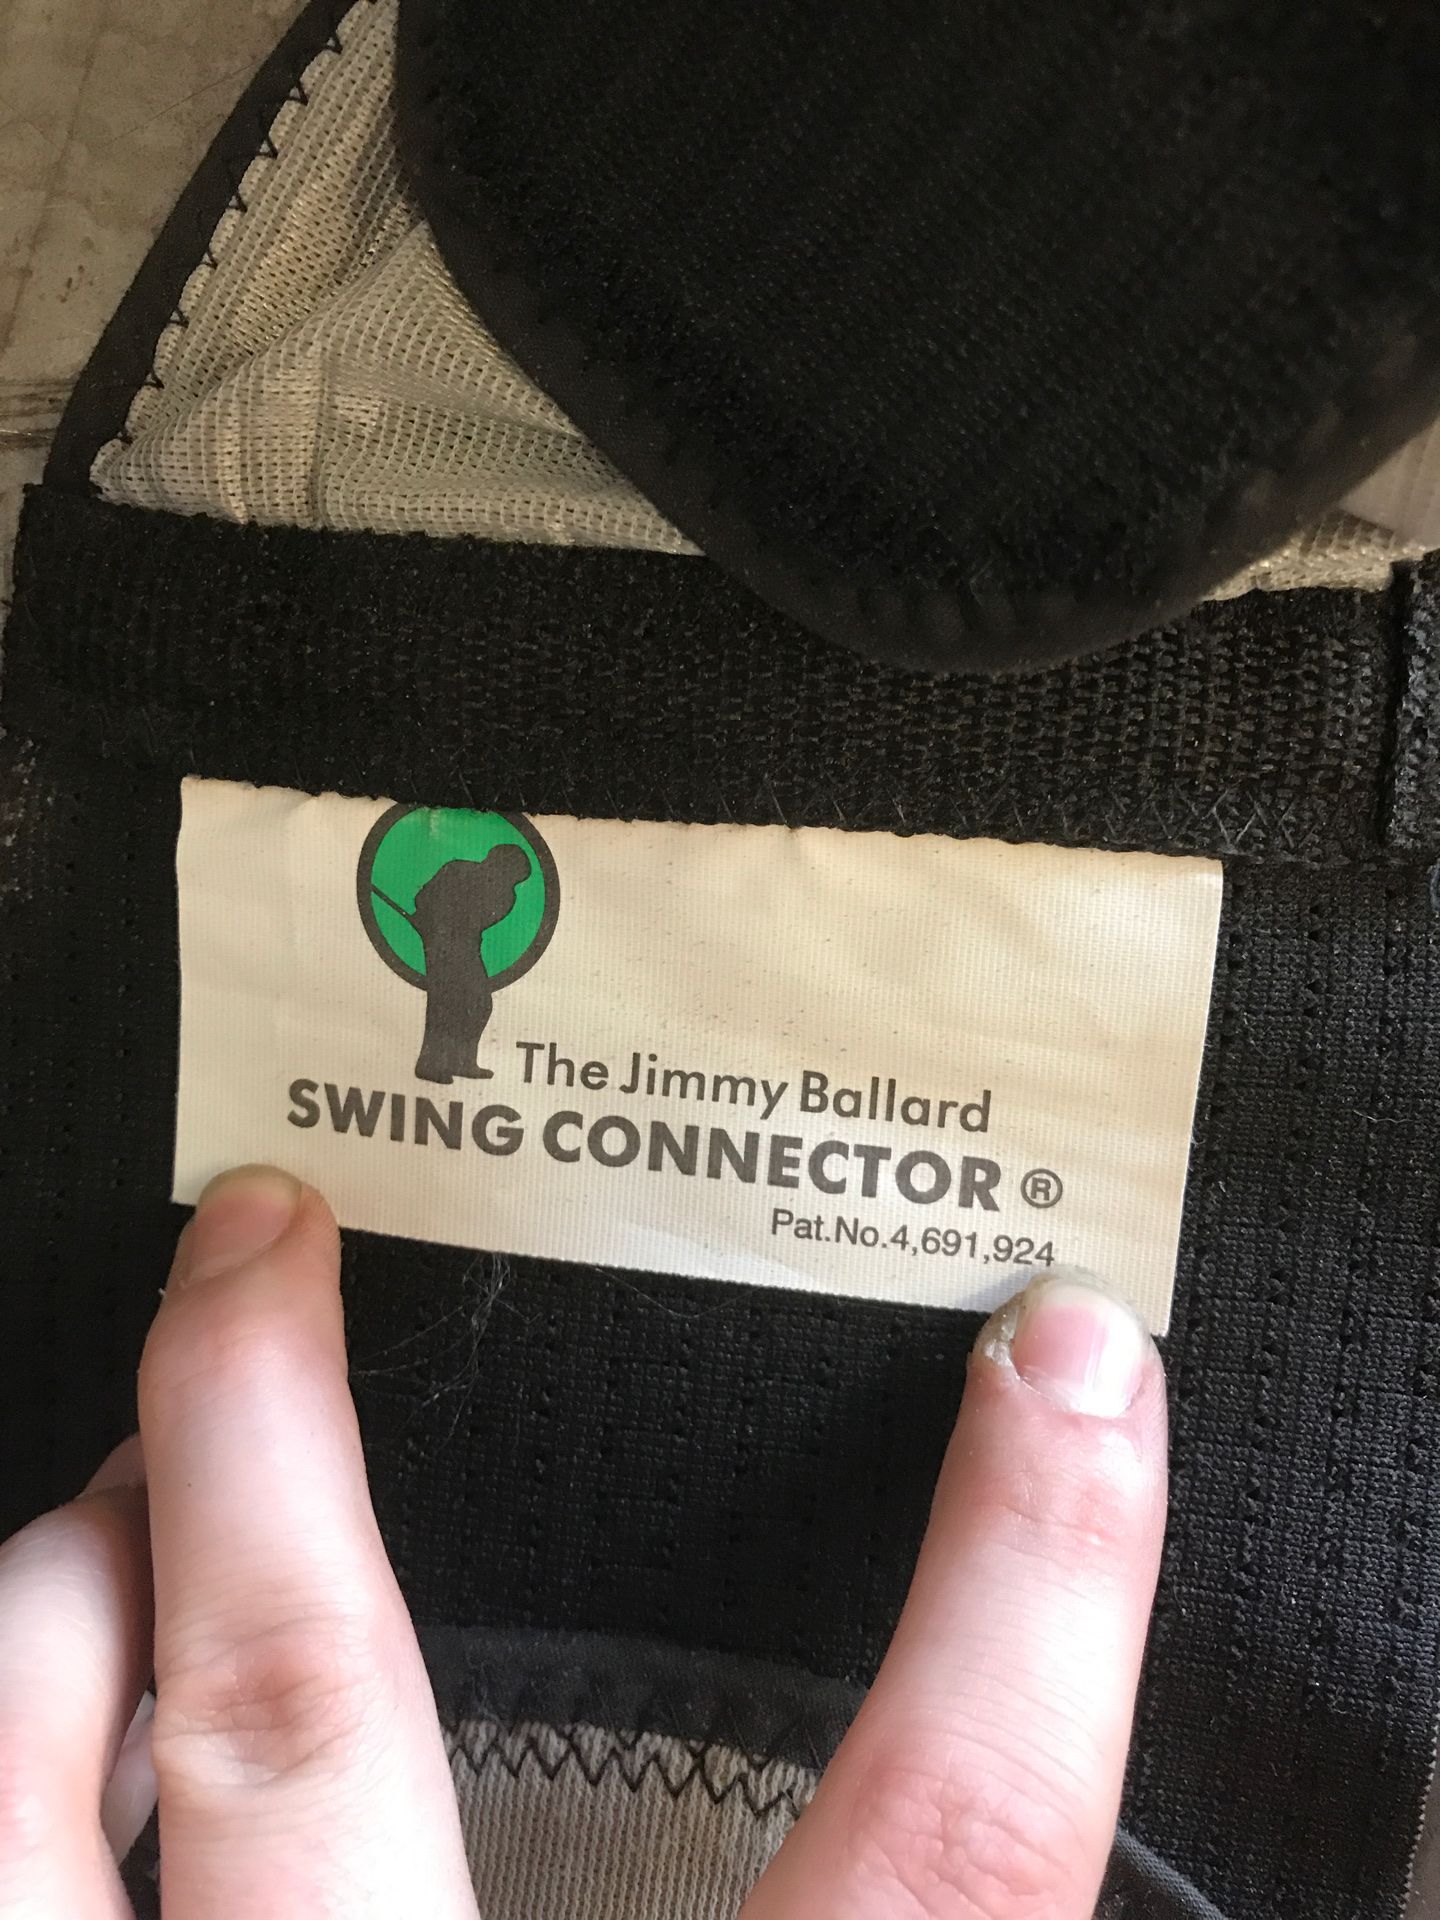 The Jimmy Ballard
SWING CONNECTOR ®
Pat.No.4,691,924